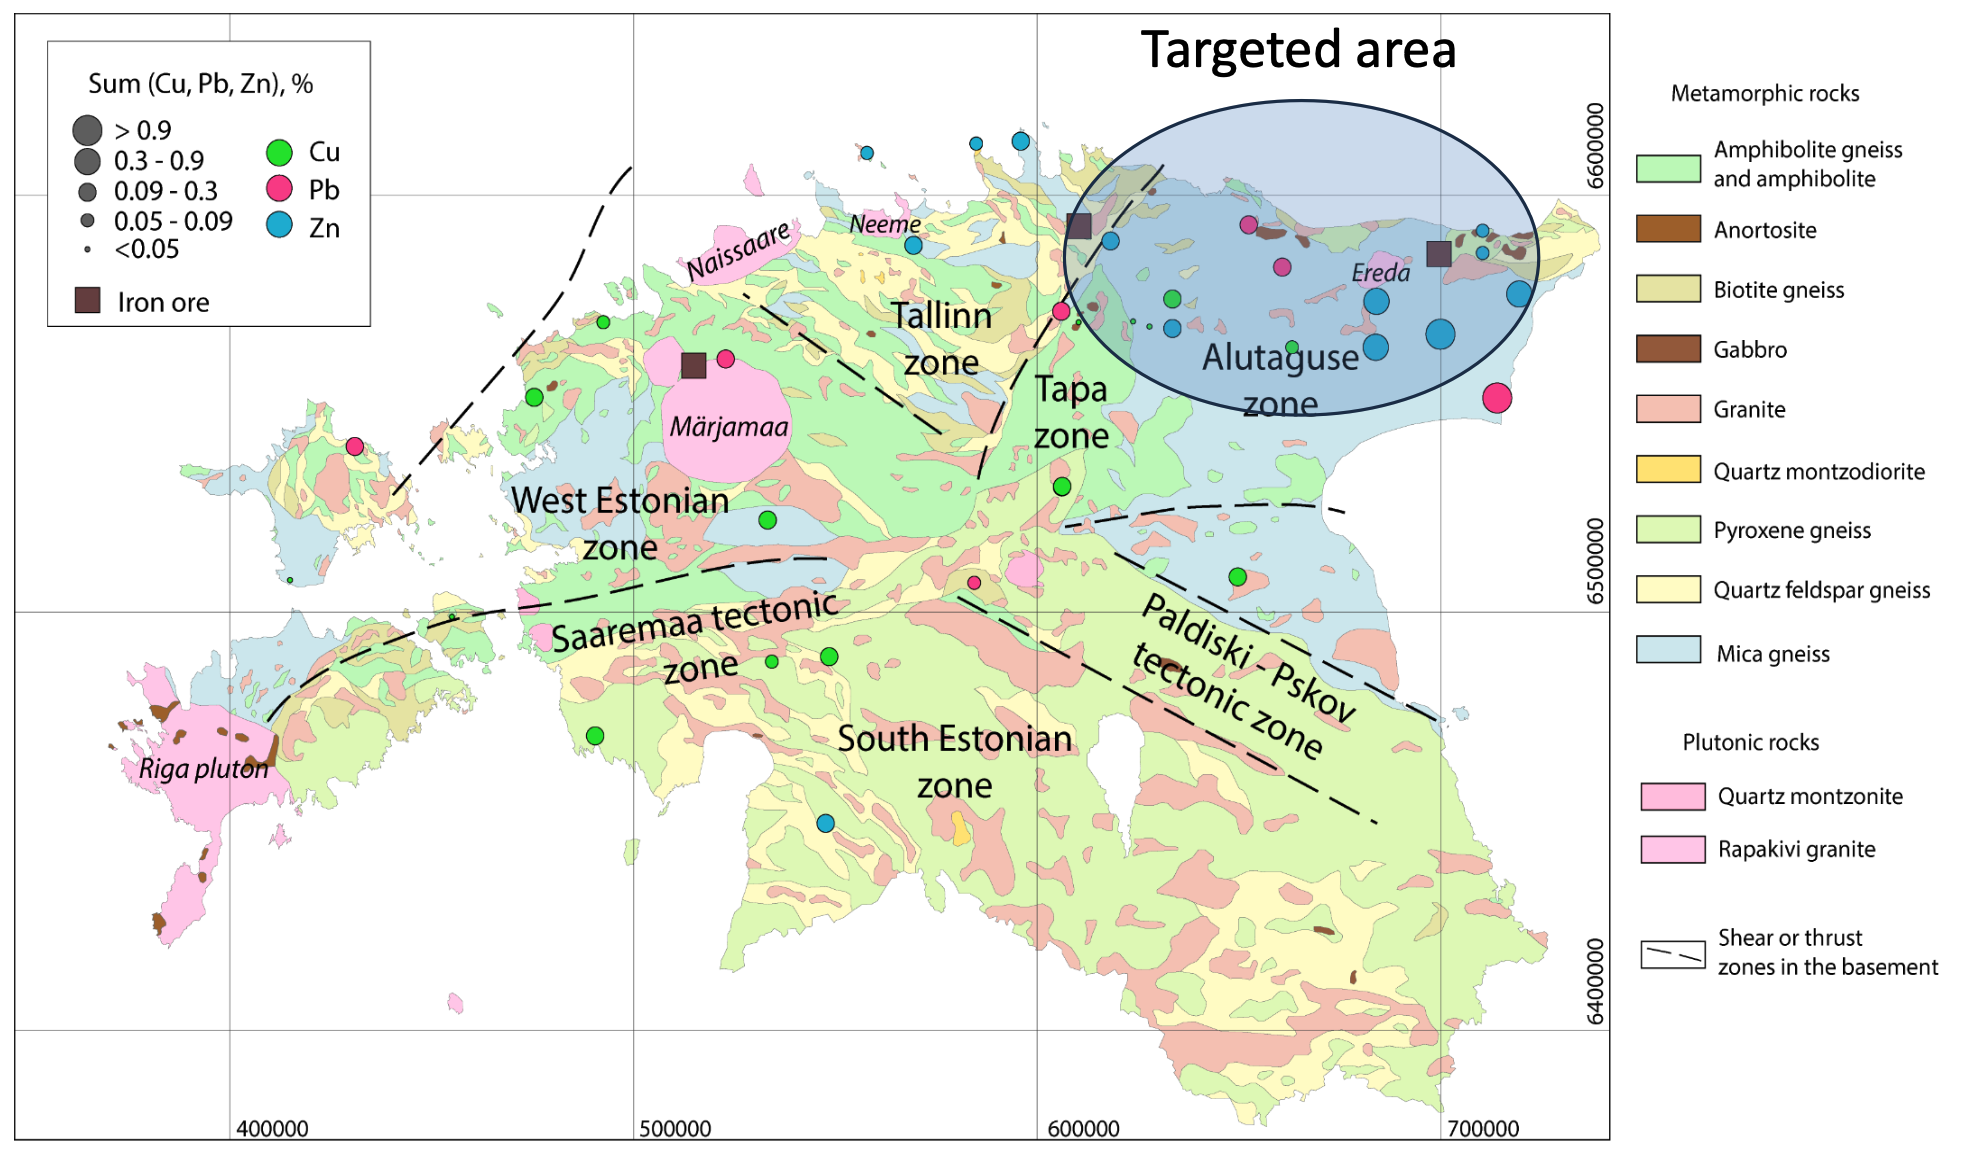 Targeted area
Sum (Cu, Pb, Zn), %
> 0.9
0.3 - 0.9
0.09 - 0.3
0.05 - 0.09
<0.05
Cu
Pb
Zn
Iron ore
Naissaare
Neeme
Ereda
Tallinn
zone
Alutaguse
zone
Tapa
zone
Märjamaa
West Estonian
zone
Saaremaa tectonic
zone
Paldiski - Pskov
tectonic zone
South Estonian
zone
Riga pluton
400000
500000
600000
700000
6600000
6500000
6400000
Metamorphic rocks
Amphibolite gneiss
and amphibolite
Anortosite
Biotite gneiss
Gabbro
Granite
Quartz montzodiorite
Pyroxene gneiss
Quartz feldspar gneiss
Mica gneiss
Plutonic rocks
Quartz montzonite
Rapakivi granite
Shear or thrust
zones in the basement